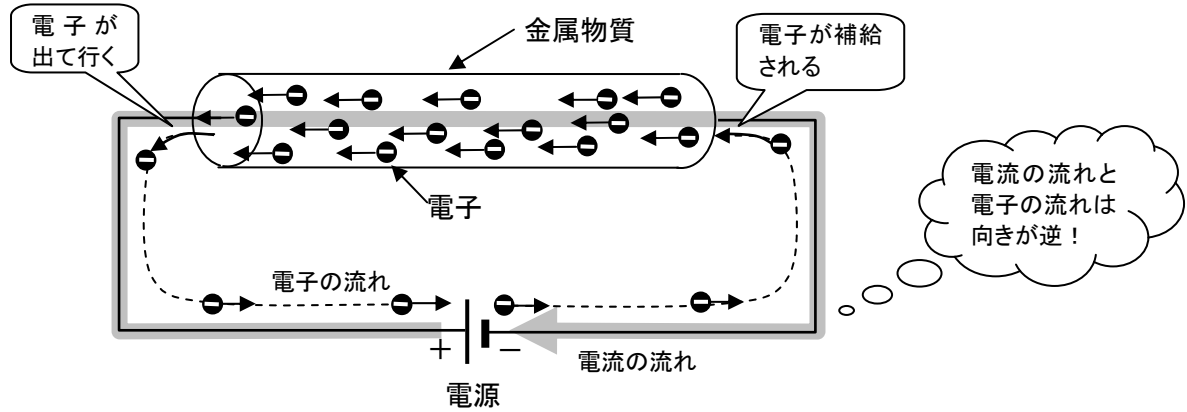 電子が
出て行く
金属物質
電子が補給
される
電子
電流の流れと
電子の流れは
向きが逆！
電子の流れ
＋
－
電流の流れ
電源